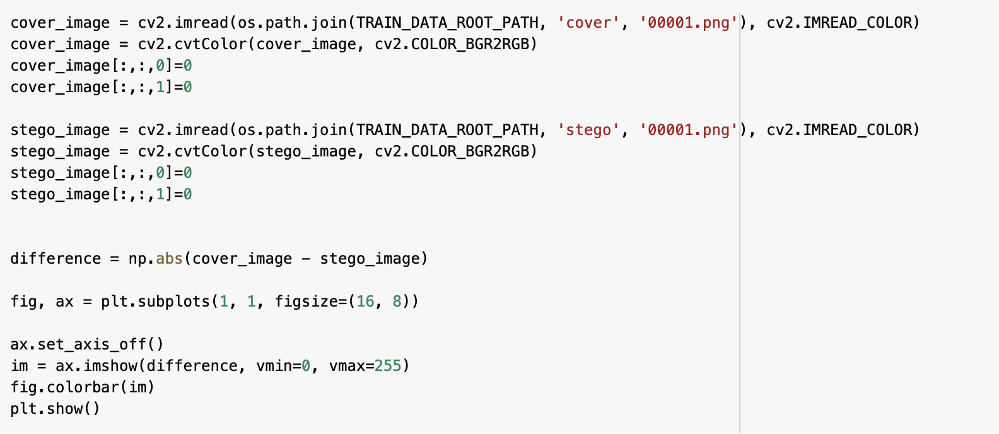 cover_image = cv2.imread(os.path.join(TRAIN_DATA_ROOT_PATH, 'cover', '00001.png'), cv2.IMREAD_COLOR)
cover_image = cv2.cvtColor(cover_image, cv2.COLOR_BGR2RGB)
cover_image[:,:,0]=0
cover_image[:,:,1]=0
stego_image = cv2.imread(os.path.join(TRAIN_DATA_ROOT_PATH, 'stego', '00001.png'), cv2.IMREAD_COLOR)
stego_image = cv2.cvtColor(stego_image, cv2.COLOR_BGR2RGB)
stego_image[:,:,0]=0
stego_image[:,:,1]=0
difference = np.abs(cover_image - stego_image)
fig, ax = plt.subplots(1, 1, figsize=(16, 8))
ax.set_axis_off()
im = ax.imshow(difference, vmin=0, vmax=255)
fig.colorbar(im)
plt.show()